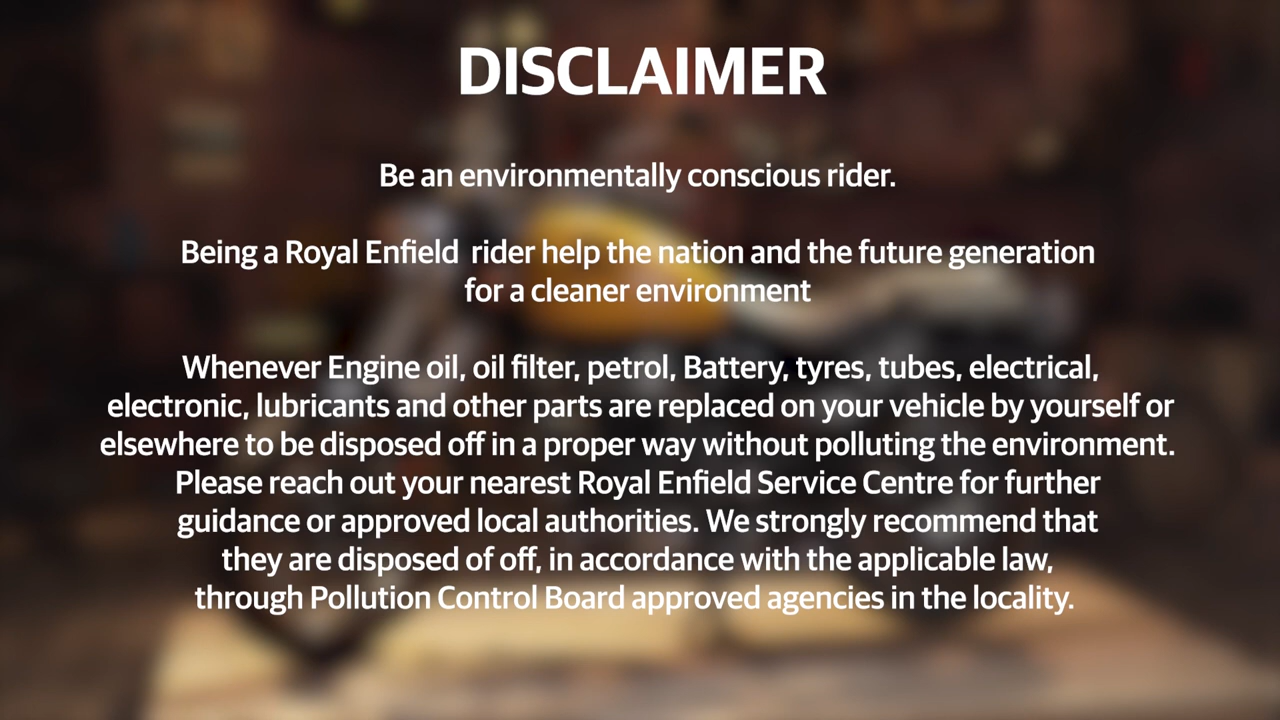 DISCLAIMER
Be an environmentally conscious rider.
Being a Royal Enfield  rider help the nation and the future generation
for a cleaner environment
Whenever Engine oil, oil filter, petrol, Battery, tyres, tubes, electrical,
electronic, lubricants and other parts are replaced on your vehicle by yourself or
elsewhere to be disposed off in a proper way without polluting the environment.
Please reach out your nearest Royal Enfield Service Centre for further
guidance or approved local authorities. We strongly recommend that
they are disposed of off, in accordance with the applicable law,
through Pollution Control Board approved agencies in the locality.